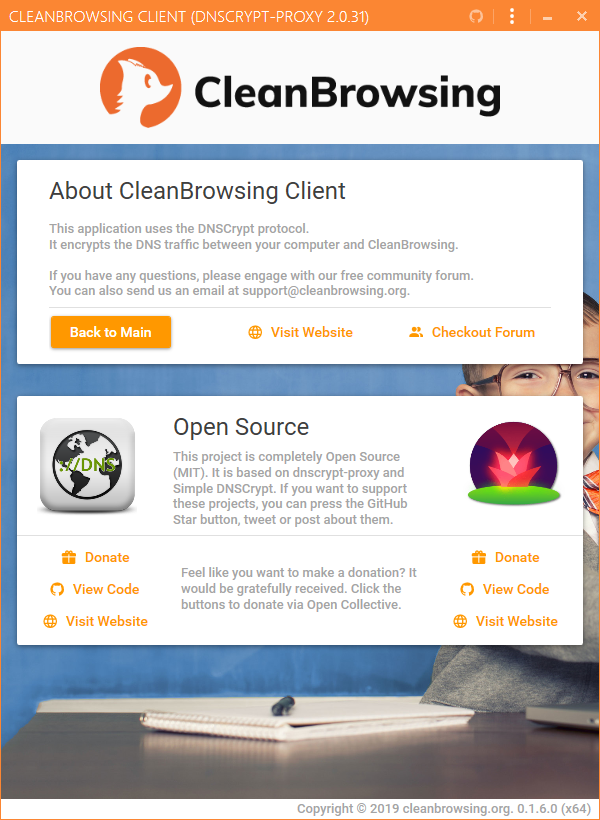 CLEANBROWSING CLIENT (DNSCRYPT-PROXY 2.0.31)
CleanBrowsing
About CleanBrowsing Client
This application uses the DNSCrypt protocol.
It encrypts the DNS traffic between your computer and CleanBrowsing.
If you have any questions, please engage with our free community forum.
You can also send us an email at support@cleanbrowsing.org.
Back to Main
Visit Website
Checkout Forum
Open Source
://DNS
This project is completely Open Source
(MIT). It is based on dnscrypt-proxy and
Simple DNSCrypt. If you want to support
these projects, you can press the GitHub
Star button, tweet or post about them.
Donate
View Code
Visit Website
Feel like you want to make a donation? It
would be gratefully received. Click the
buttons to donate via Open Collective.
Donate
View Code
Visit Website
Copyright © 2019 cleanbrowsing.org. 0.1.6.0 (x64)